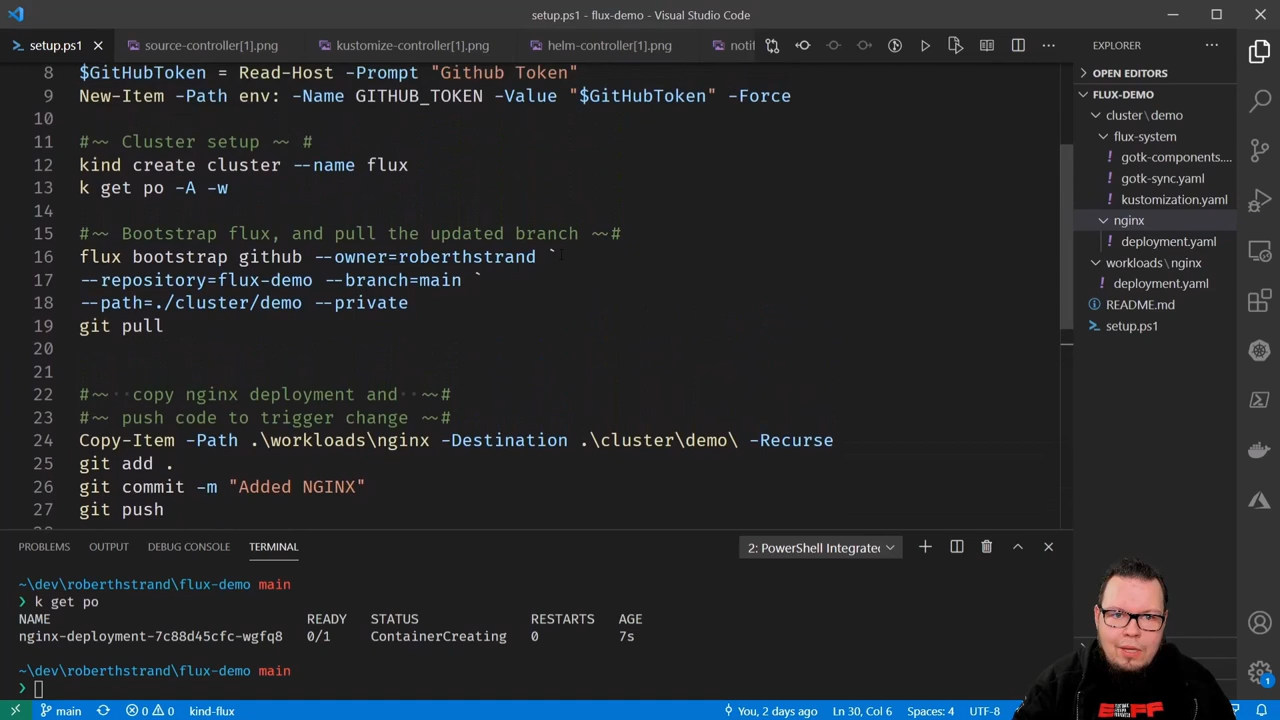 setup.ps1 - flux-demo - Visual Studio Code
setup.ps1
source-controller[1].png
kustomize-controller[1].png
helm-controller[1].png
notif
EXPLORER
OPEN EDITORS
FLUX-DEMO
cluster\demo
flux-system
gotk-components....
gotk-sync.yaml
kustomization.yaml
nginx
deployment.yaml
workloads\nginx
deployment.yaml
README.md
setup.ps1
8 $GitHubToken = Read-Host -Prompt "Github Token"
9 New-Item -Path env: -Name GITHUB_TOKEN -Value "$GitHubToken" -Force
10
11 #~~ Cluster setup ~~ #
12 kind create cluster --name flux
13 k get po -A -w
14
15 #~~ Bootstrap flux, and pull the updated branch ~~#
16 flux bootstrap github --owner=roberthstrand `
17 --repository=flux-demo --branch=main `
18 --path=./cluster/demo --private
19 git pull
20
21
22 #~~ copy nginx deployment and ~~#
23 #~~ push code to trigger change ~~#
24 Copy-Item -Path .\workloads\nginx -Destination .\cluster\demo\ -Recurse
25 git add .
26 git commit -m "Added NGINX"
27 git push
PROBLEMS OUTPUT DEBUG CONSOLE TERMINAL
2: PowerShell Integrated
~\dev\roberthstrand\flux-demo main
❯ k get po
NAME READY STATUS RESTARTS AGE
nginx-deployment-7c88d45cfc-wgfq8 0/1 ContainerCreating 0 7s
~\dev\roberthstrand\flux-demo main
❯
main
0 0
kind-flux
You, 2 days ago
Ln 30, Col 6
Spaces: 4
UTF-8
1